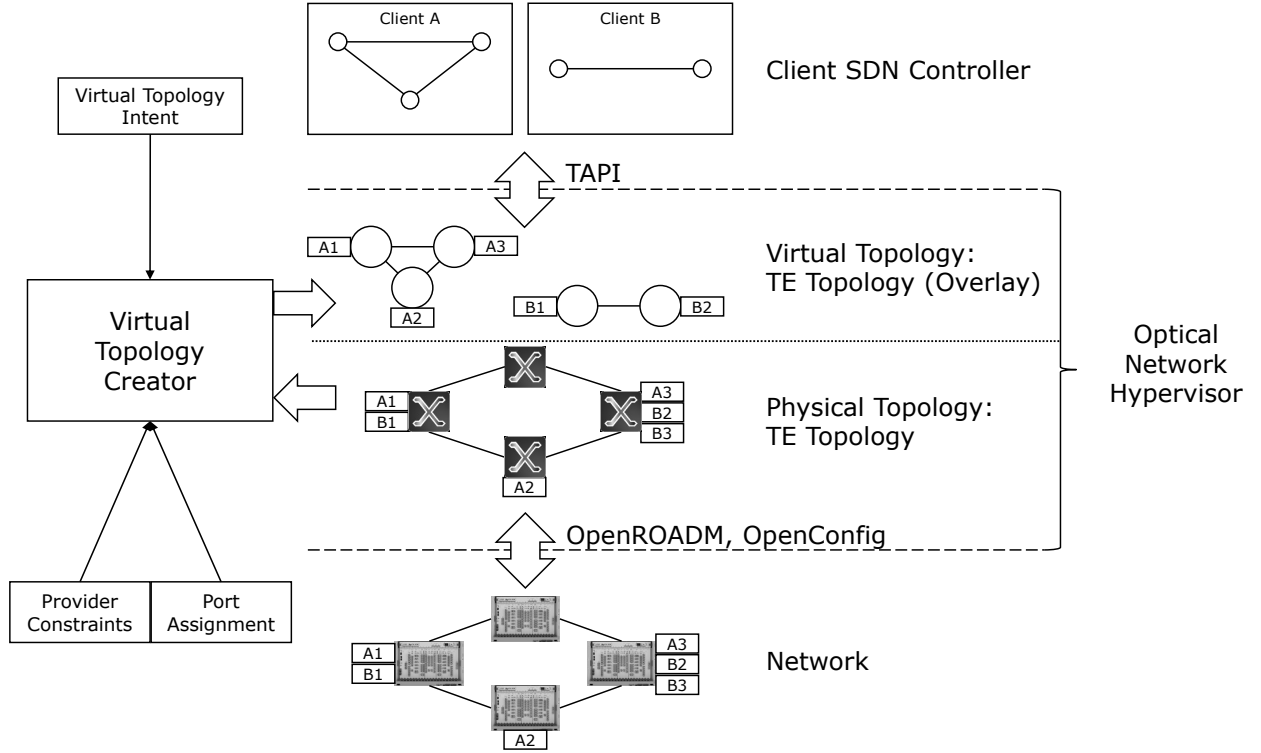 Client A
Client B
Client SDN Controller
Virtual Topology
Intent
TAPI
A1
A3
A2
B1
B2
Virtual Topology:
TE Topology (Overlay)
Virtual
Topology
Creator
Optical
Network
Hypervisor
A1
B1
A3
B2
B3
A2
Physical Topology:
TE Topology
OpenROADM, OpenConfig
Provider
Constraints
Port
Assignment
A1
B1
A3
B2
B3
A2
Network